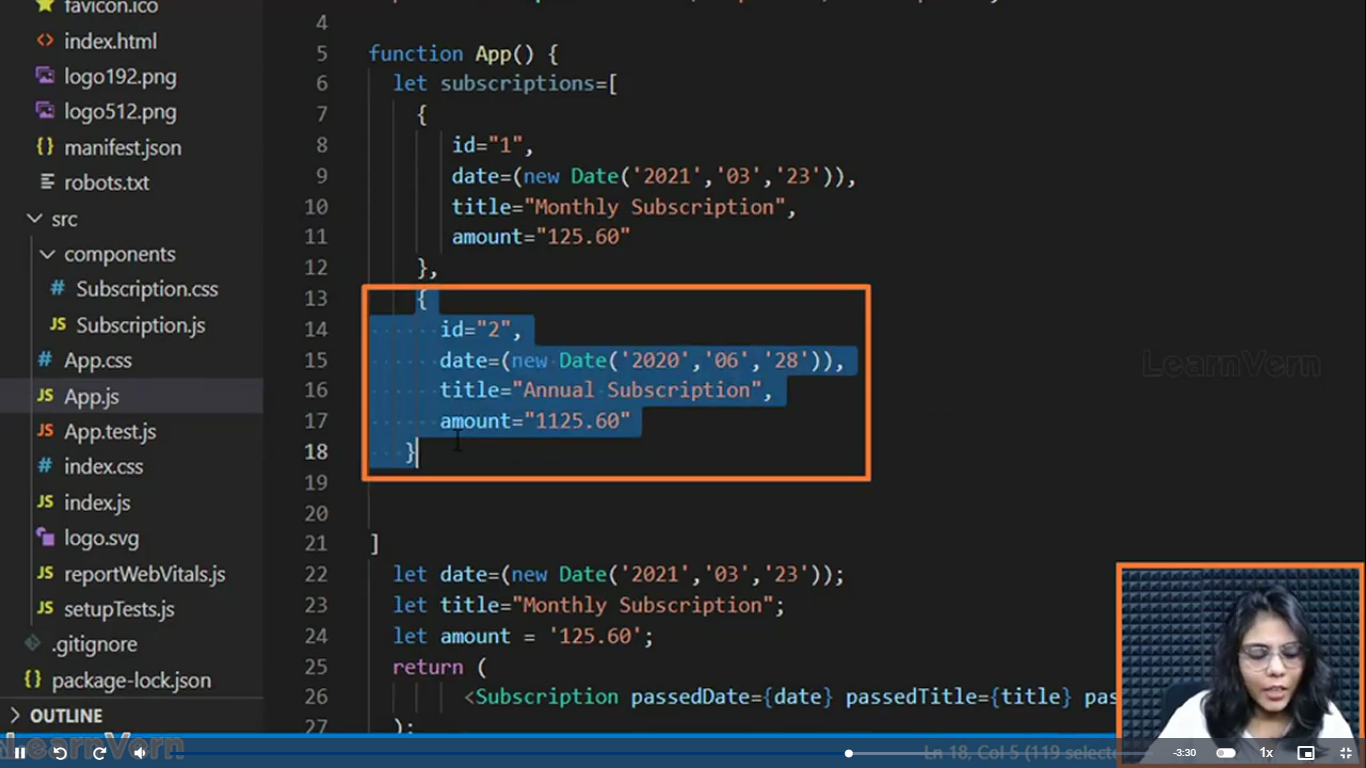 favicon.ico
index.html
logo192.png
logo512.png
manifest.json
robots.txt
src
components
Subscription.css
Subscription.js
App.css
App.js
App.test.js
index.css
index.js
logo.svg
reportWebVitals.js
setupTests.js
.gitignore
package-lock.json
OUTLINE
4
5 function App() {
6 let subscriptions=[
7 {
8 id="1",
9 date=(new Date('2021','03','23')),
10 title="Monthly Subscription",
11 amount="125.60"
12 },
13 {
14 id="2",
15 date=(new Date('2020','06','28')),
16 title="Annual Subscription",
17 amount="1125.60"
18 }
19
20
21 ]
22 let date=(new Date('2021','03','23'));
23 let title="Monthly Subscription";
24 let amount = '125.60';
25 return (
26 <Subscription passedDate={date} passedTitle={title} pas
27 );
LearnVern
LearnVern
Ln 18, Col 5 (119 selecte
-3:30
1x